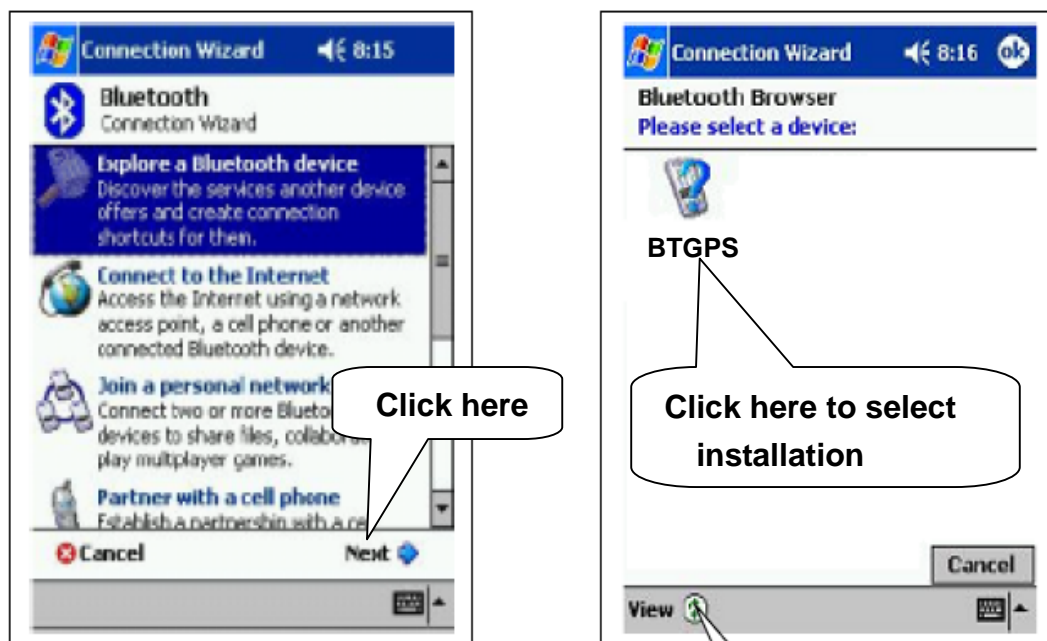 Connection Wizard 8:15
Bluetooth
Connection Wizard
Explore a Bluetooth device
Discover the services another device
offers and create connection
shortcuts for them.
Connect to the Internet
Access the Internet using a network
access point, a cell phone or another
connected Bluetooth device.
Join a personal network
Connect two or more
devices to share files,
play multiplayer games.
Partner with a cell phone
Establish a partnership with a
Cancel Next
Click here
Connection Wizard 8:16 ok
Bluetooth Browser
Please select a device:
BTGPS
Click here to select
installation
Cancel
View